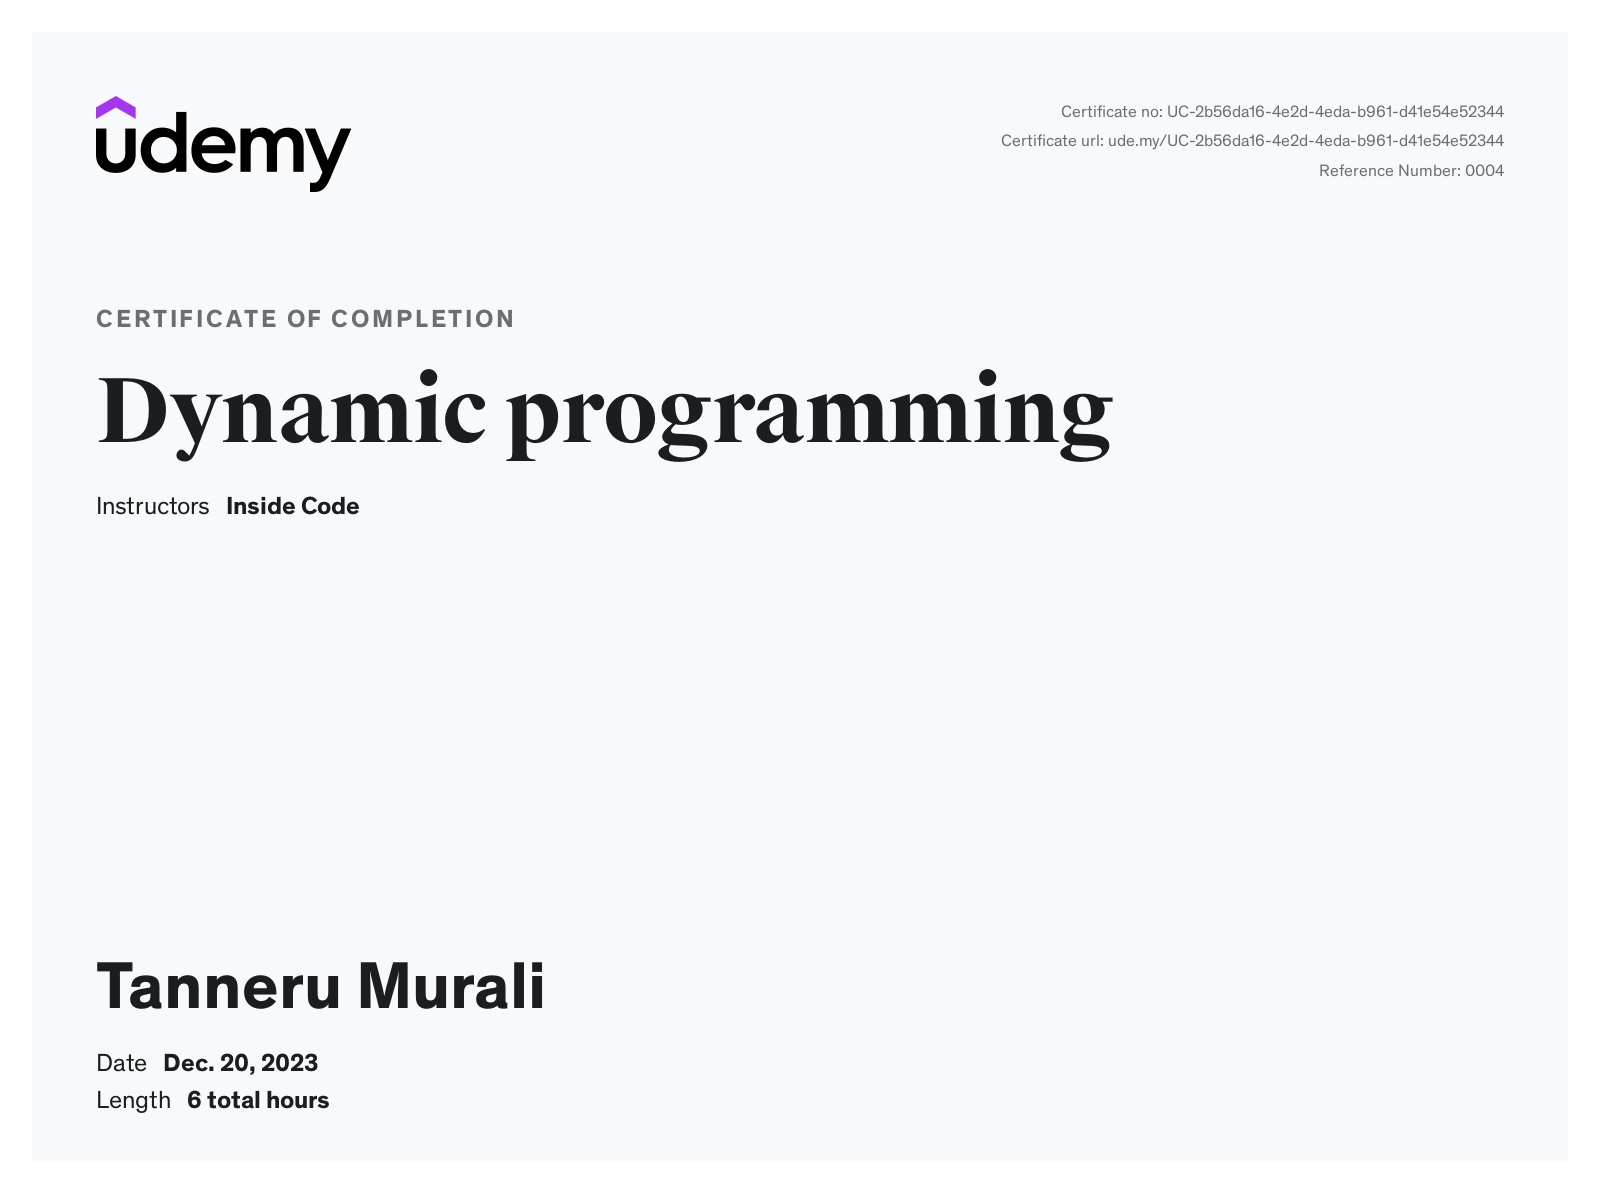 udemy
Certificate no: UC-2b56da16-4e2d-4eda-b961-d41e54e52344
Certificate url: ude.my/UC-2b56da16-4e2d-4eda-b961-d41e54e52344
Reference Number: 0004
CERTIFICATE OF COMPLETION
Dynamic programming
Instructors Inside Code
Tanneru Murali
Date Dec. 20, 2023
Length 6 total hours